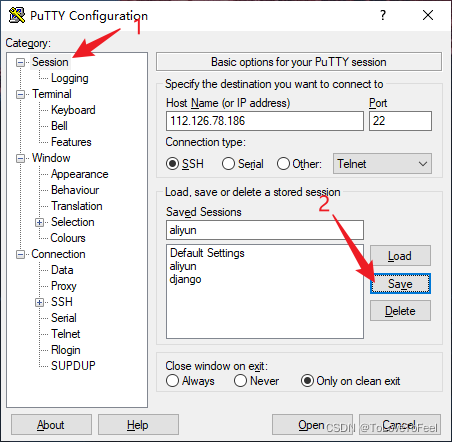 PuTTY Configuration
?
×
1
Category:
Session
Logging
Terminal
Keyboard
Bell
Features
Window
Appearance
Behaviour
Translation
Selection
Colours
Connection
Data
Proxy
SSH
Serial
Telnet
Rlogin
SUPDUP
Basic options for your PuTTY session
Specify the destination you want to connect to
Host Name (or IP address) Port
112.126.78.186 22
Connection type:
SSH Serial Other: Telnet
Load, save or delete a stored session
2
Saved Sessions
aliyun
Default Settings
aliyun
django
Load
Save
Delete
Close window on exit:
Always Never Only on clean exit
About Help Open Cancel
CSDN @ToLoveToFeel